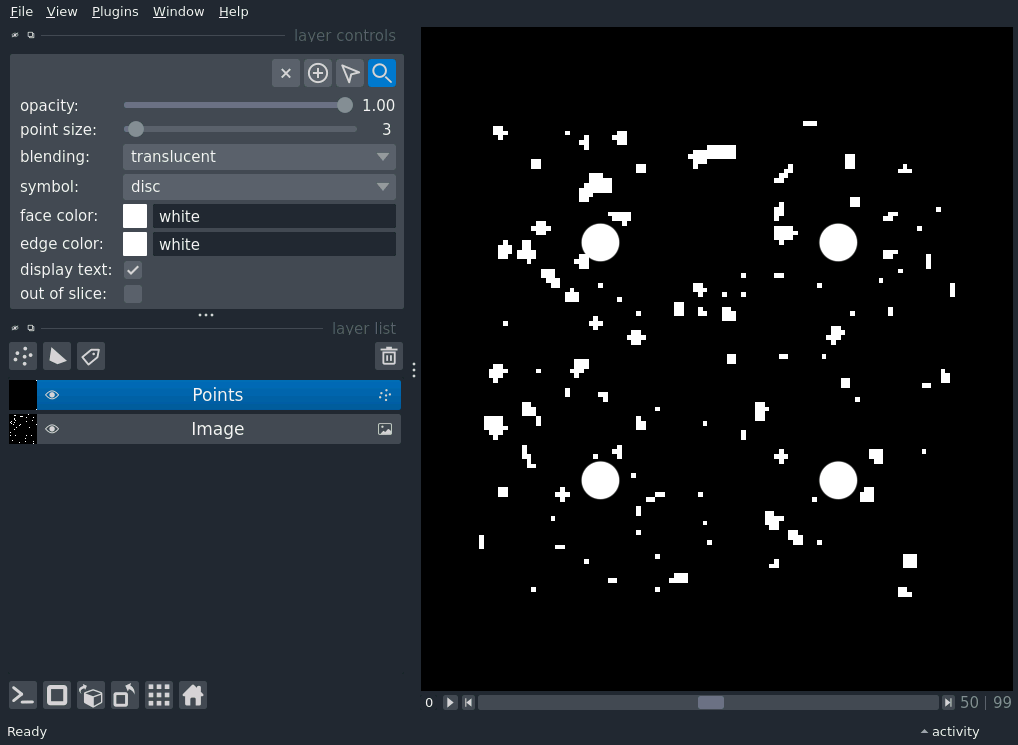 File View Plugins Window Help
layer controls
opacity: 1.00
point size: 3
blending: translucent
symbol: disc
face color: white
edge color: white
display text:
out of slice:
layer list
Points
Image
0 50 | 99
Ready activity